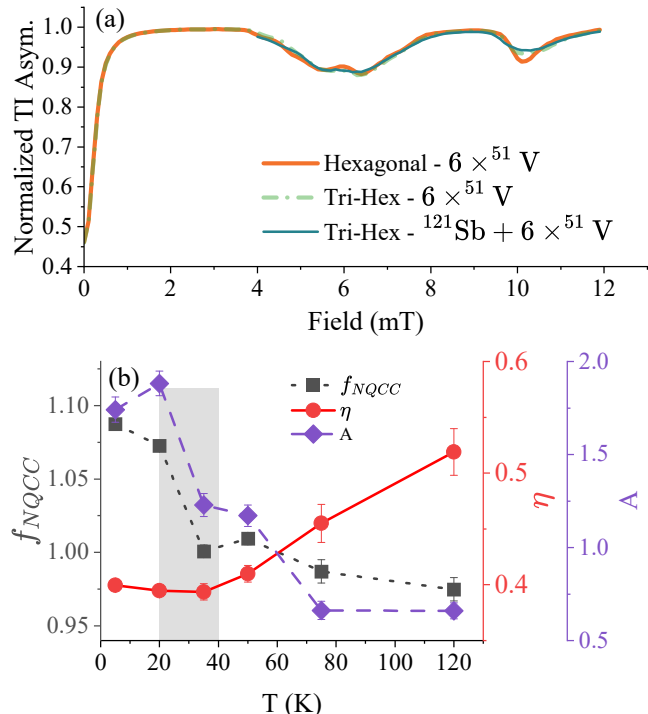 (a)
Normalized TI Asym.
1.0
0.9
0.8
0.7
0.6
0.5
0.4
Hexagonal - 6 × ⁵¹ V
Tri-Hex - 6 × ⁵¹ V
Tri-Hex - ¹²¹Sb + 6 × ⁵¹ V
0 2 4 6 8 10 12
Field (mT)
(b)
f_NQCC
η
A
f_NQCC
1.10
1.05
1.00
0.95
0.6
0.5
0.4
0.3
η
2.0
1.5
1.0
0.5
A
0 20 40 60 80 100 120
T (K)